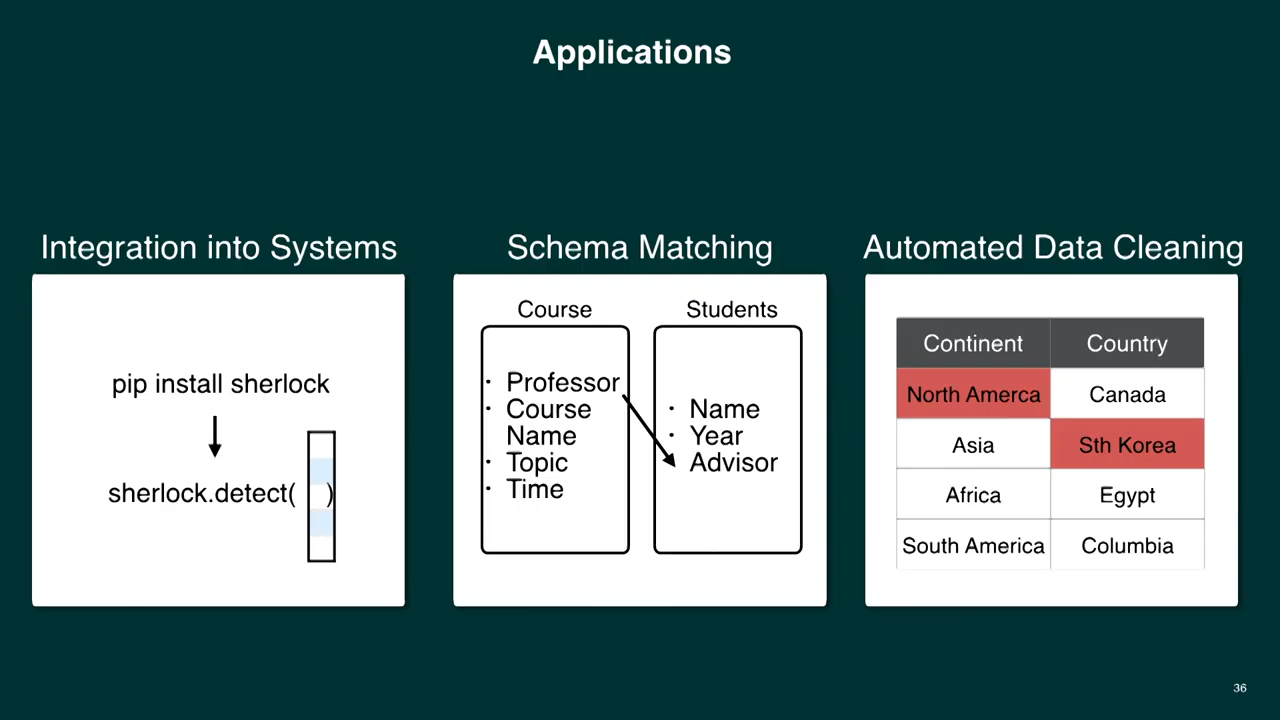 Applications
Integration into Systems
pip install sherlock
sherlock.detect( )
Schema Matching
Course
· Professor
· Course
Name
· Topic
· Time
Students
· Name
· Year
· Advisor
Automated Data Cleaning
Continent Country
North Amerca Canada
Asia Sth Korea
Africa Egypt
South America Columbia
36